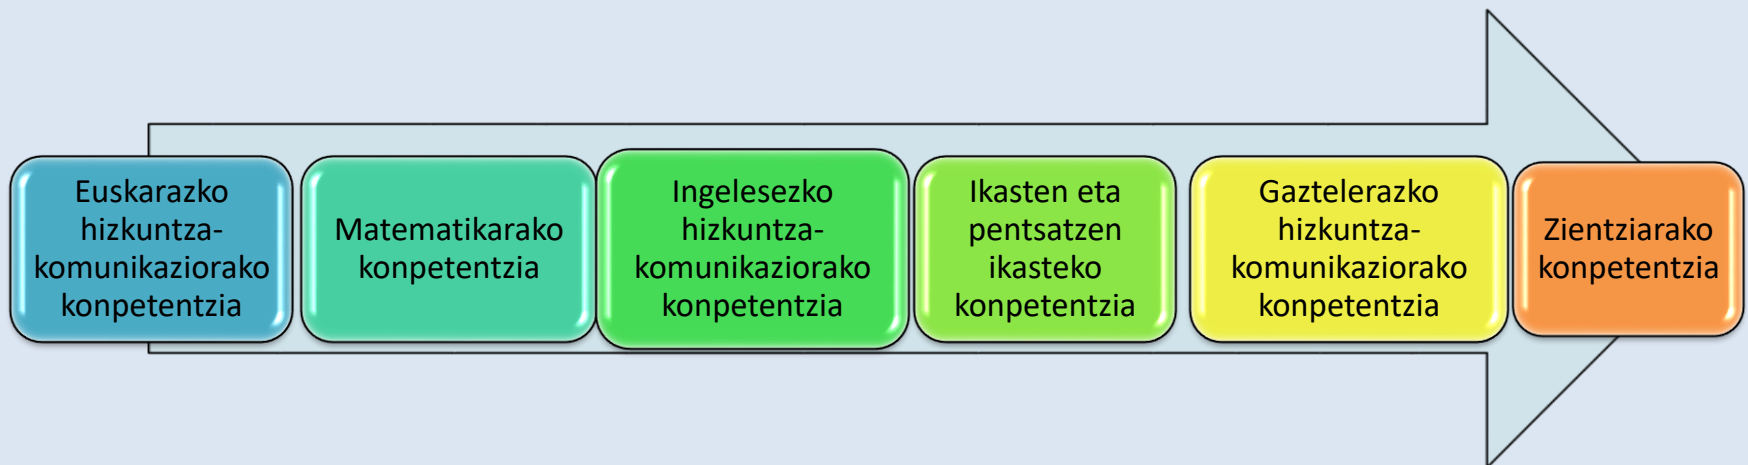 Euskarazko
hizkuntza-
komunikaziorako
konpetentzia
Matematikarako
konpetentzia
Ingelesezko
hizkuntza-
komunikaziorako
konpetentzia
Ikasten eta
pentsatzen
ikasteko
konpetentzia
Gaztelerazko
hizkuntza-
komunikaziorako
konpetentzia
Zientziarako
konpetentzia